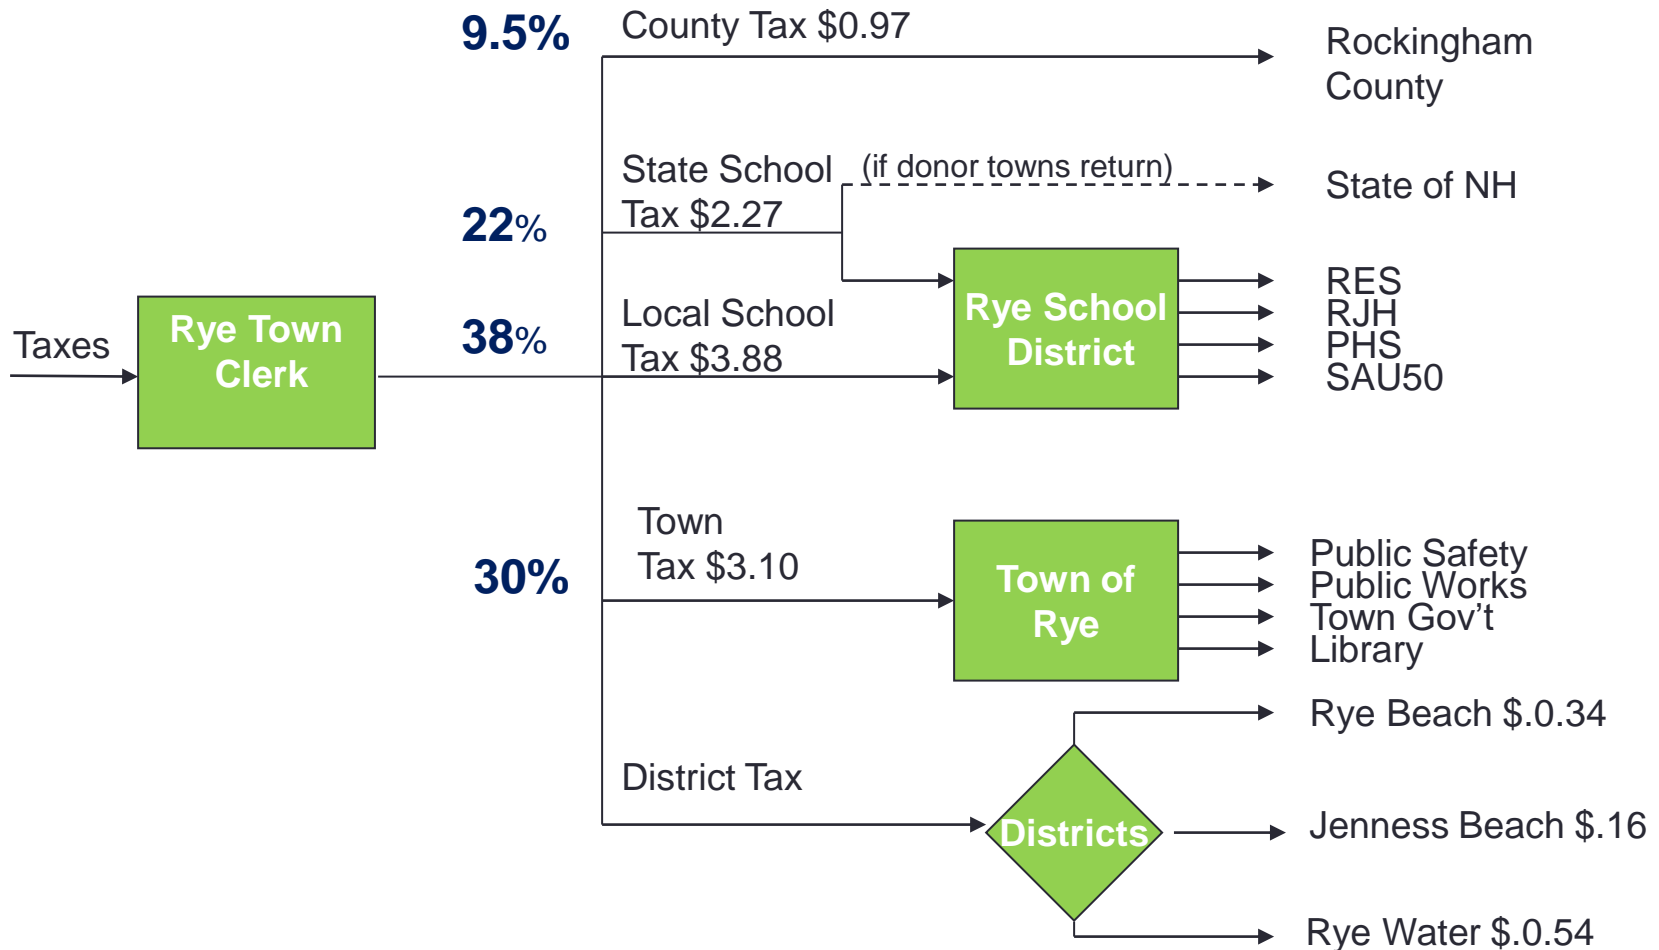 9.5%
County Tax $0.97
Rockingham
County
State School
Tax $2.27
(if donor towns return)
State of NH
22%
Taxes
Rye Town
Clerk
38%
Local School
Tax $3.88
Rye School
District
RES
RJH
PHS
SAU50
30%
Town
Tax $3.10
Town of
Rye
Public Safety
Public Works
Town Gov’t
Library
District Tax
Districts
Rye Beach $.0.34
Jenness Beach $.16
Rye Water $.0.54